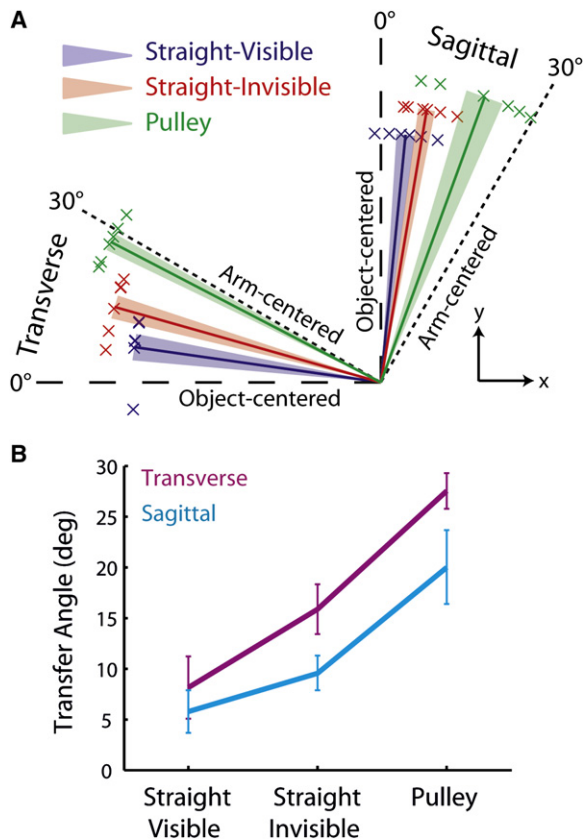 A
Straight-Visible
Straight-Invisible
Pulley
0°
Sagittal
30°
Object-centered
Arm-centered
30°
Transverse
Arm-centered
0°
Object-centered
y
x
B
Transverse
Sagittal
Transfer Angle (deg)
30
25
20
15
10
5
0
Straight Visible
Straight Invisible
Pulley